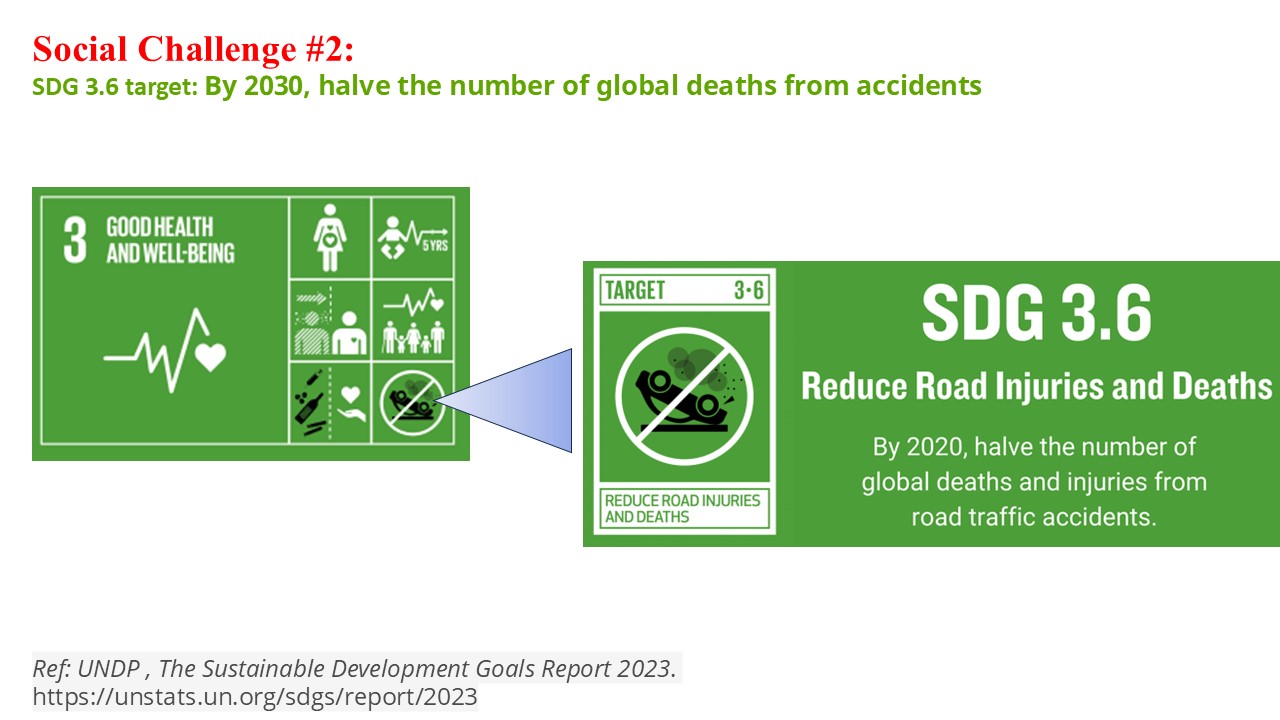 Social Challenge #2:
SDG 3.6 target: By 2030, halve the number of global deaths from accidents
3 GOOD HEALTH
AND WELL-BEING
5 YRS
TARGET 3·6
REDUCE ROAD INJURIES
AND DEATHS
SDG 3.6
Reduce Road Injuries and Deaths
By 2020, halve the number of
global deaths and injuries from
road traffic accidents.
Ref: UNDP , The Sustainable Development Goals Report 2023.
https://unstats.un.org/sdgs/report/2023